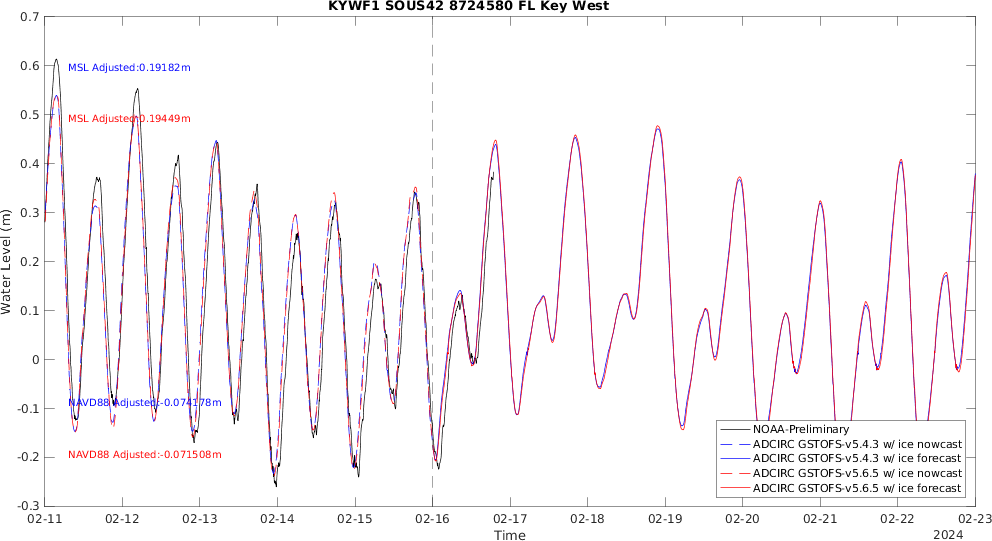 KYWF1 SOUS42 8724580 FL Key West
0.7
0.6
0.5
0.4
0.3
0.2
0.1
0
-0.1
-0.2
-0.3
Water Level (m)
MSL Adjusted:0.19182m
MSL Adjusted:0.19449m
NAVD88 Adjusted:-0.074178m
NAVD88 Adjusted:-0.071508m
NOAA-Preliminary
ADCIRC GSTOFS-v5.4.3 w/ ice nowcast
ADCIRC GSTOFS-v5.4.3 w/ ice forecast
ADCIRC GSTOFS-v5.6.5 w/ ice nowcast
ADCIRC GSTOFS-v5.6.5 w/ ice forecast
02-11 02-12 02-13 02-14 02-15 02-16 02-17 02-18 02-19 02-20 02-21 02-22 02-23
Time
2024